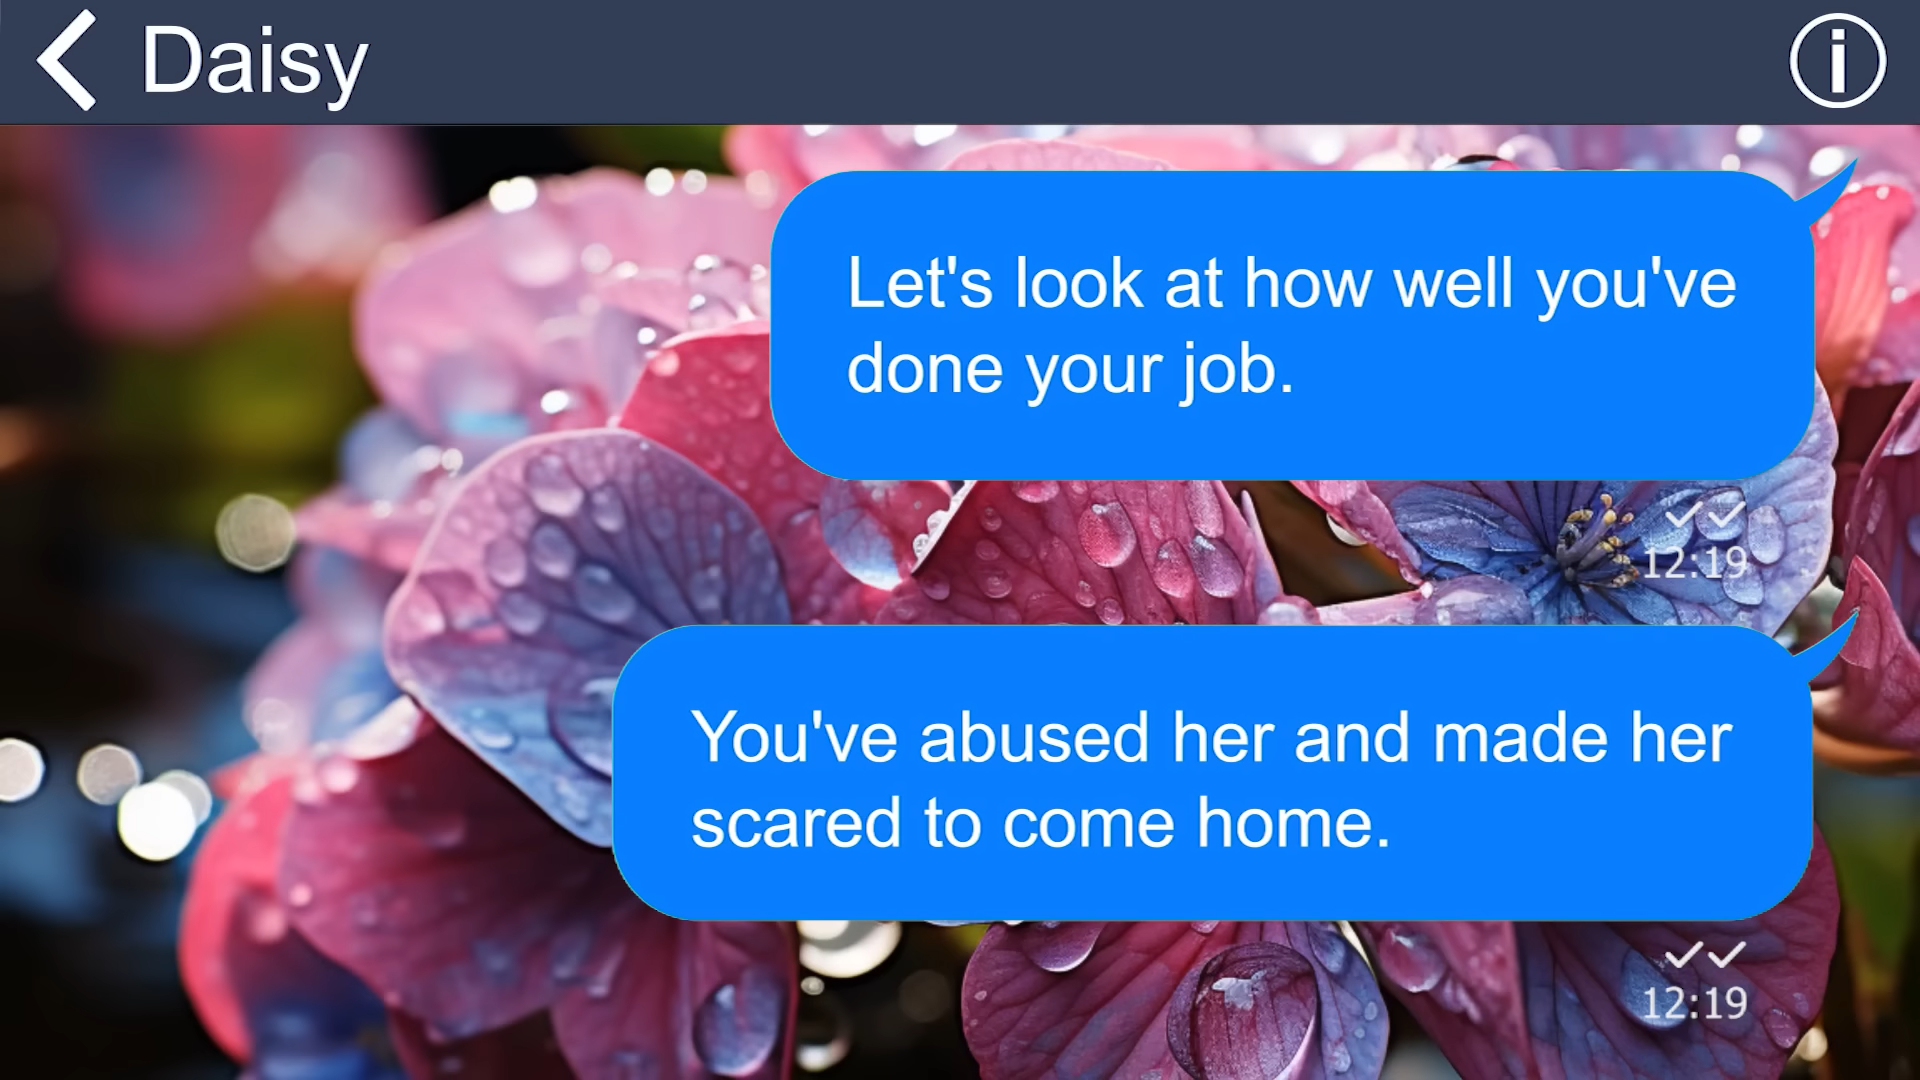 Daisy
Let's look at how well you've
done your job.
12:19
You've abused her and made her
scared to come home.
12:19